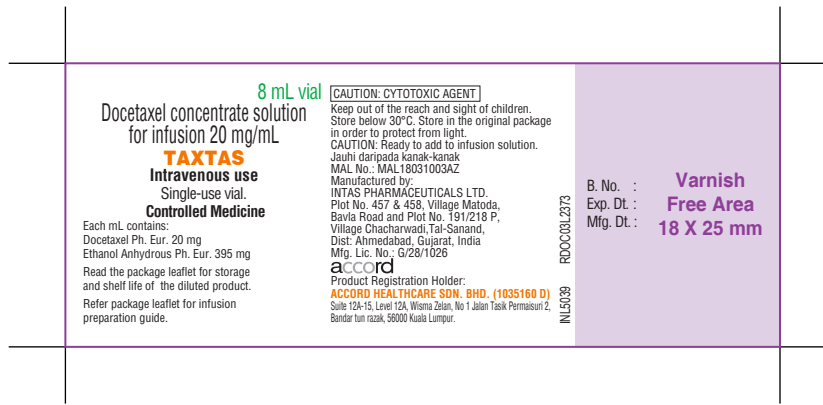 8 mL vial
Docetaxel concentrate solution
for infusion 20 mg/mL
TAXTAS
Intravenous use
Single-use vial.
Controlled Medicine
Each mL contains:
Docetaxel Ph. Eur. 20 mg
Ethanol Anhydrous Ph. Eur. 395 mg
Read the package leaflet for storage
and shelf life of the diluted product.
Refer package leaflet for infusion
preparation guide.
CAUTION: CYTOTOXIC AGENT
Keep out of the reach and sight of children.
Store below 30°C. Store in the original package
in order to protect from light.
CAUTION: Ready to add to infusion solution.
Jauhi daripada kanak-kanak
MAL No.: MAL18031003AZ
Manufactured by:
INTAS PHARMACEUTICALS LTD.
Plot No. 457 & 458, Village Matoda,
Bavla Road and Plot No. 191/218 P,
Village Chacharwadi,Tal-Sanand,
Dist: Ahmedabad, Gujarat, India
Mfg. Lic. No.: G/28/1026
accord
Product Registration Holder:
ACCORD HEALTHCARE SDN. BHD. (1035160 D)
Suite 12A-15, Level 12A, Wisma Zelan, No 1 Jalan Tasik Permaisuri 2,
Bandar tun razak, 56000 Kuala Lumpur.
INL5039 RDOC03L2373
B. No. :
Exp. Dt. :
Mfg. Dt. :
Varnish
Free Area
18 X 25 mm